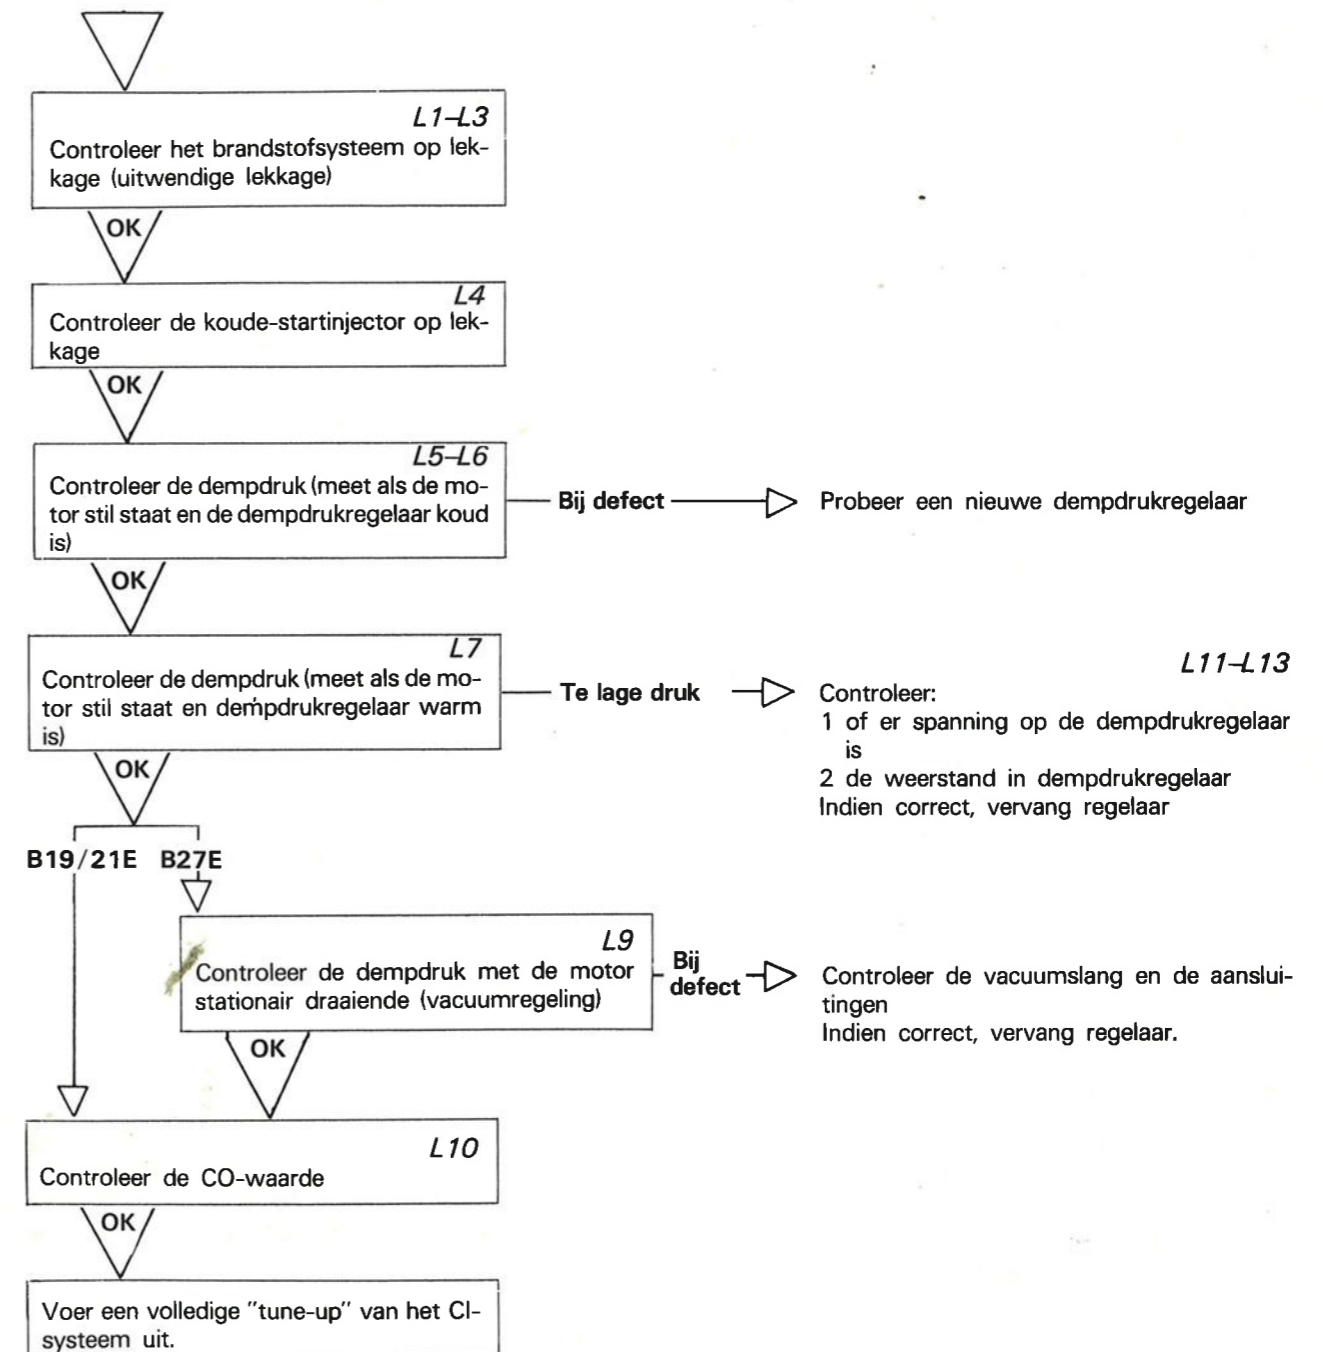 L1–L3
Controleer het brandstofsysteem op lek-
kage (uitwendige lekkage)
OK
L4
Controleer de koude-startinjector op lek-
kage
OK
L5–L6
Controleer de dempdruk (meet als de mo-
tor stil staat en de dempdrukregelaar koud
is)
Bij defect
Probeer een nieuwe dempdrukregelaar
OK
L7
Controleer de dempdruk (meet als de mo-
tor stil staat en dempdrukregelaar warm
is)
Te lage druk
L11–L13
Controleer:
1 of er spanning op de dempdrukregelaar
is
2 de weerstand in dempdrukregelaar
Indien correct, vervang regelaar
OK
B19/21E B27E
L9
Controleer de dempdruk met de motor
stationair draaiende (vacuumregeling)
Bij
defect
Controleer de vacuumslang en de aanslui-
tingen
Indien correct, vervang regelaar.
OK
L10
Controleer de CO-waarde
OK
Voer een volledige "tune-up" van het CI-
systeem uit.